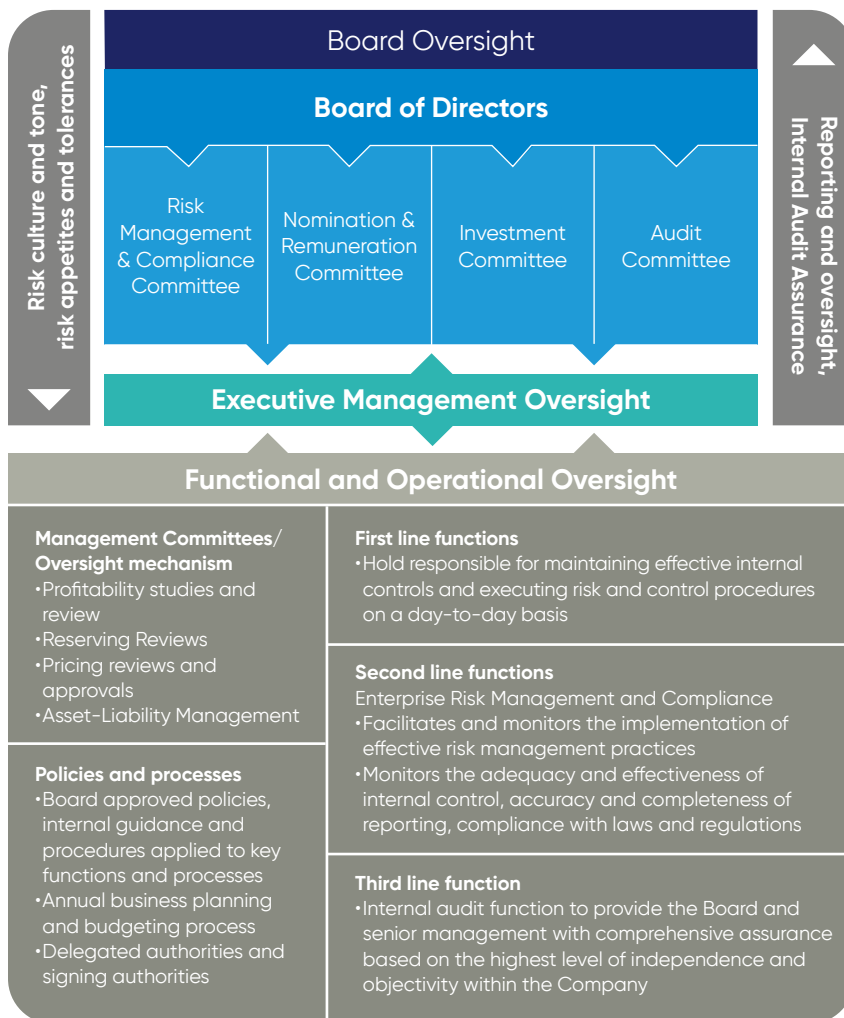 Board Oversight
Board of Directors
Risk culture and tone,
risk appetites and tolerances
Risk
Management
& Compliance
Committee
Nomination &
Remuneration
Committee
Investment
Committee
Audit
Committee
Reporting and oversight,
Internal Audit Assurance
Executive Management Oversight
Functional and Operational Oversight
Management Committees/
Oversight mechanism
•Profitability studies and
review
•Reserving Reviews
•Pricing reviews and
approvals
•Asset-Liability Management
Policies and processes
•Board approved policies,
internal guidance and
procedures applied to key
functions and processes
•Annual business planning
and budgeting process
•Delegated authorities and
signing authorities
First line functions
•Hold responsible for maintaining effective internal
controls and executing risk and control procedures
on a day-to-day basis
Second line functions
Enterprise Risk Management and Compliance
•Facilitates and monitors the implementation of
effective risk management practices
•Monitors the adequacy and effectiveness of
internal control, accuracy and completeness of
reporting, compliance with laws and regulations
Third line function
•Internal audit function to provide the Board and
senior management with comprehensive assurance
based on the highest level of independence and
objectivity within the Company